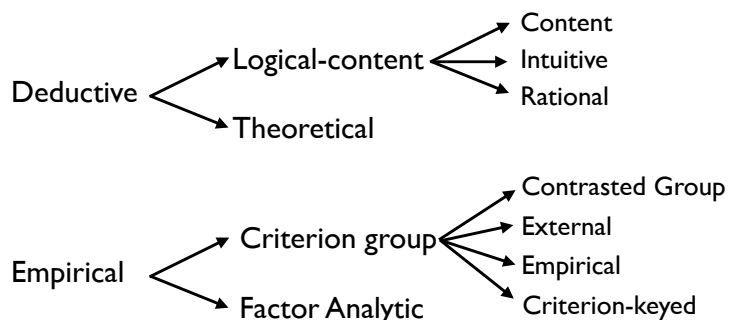 Deductive
Logical-content
Theoretical
Content
Intuitive
Rational
Empirical
Criterion group
Factor Analytic
Contrasted Group
External
Empirical
Criterion-keyed